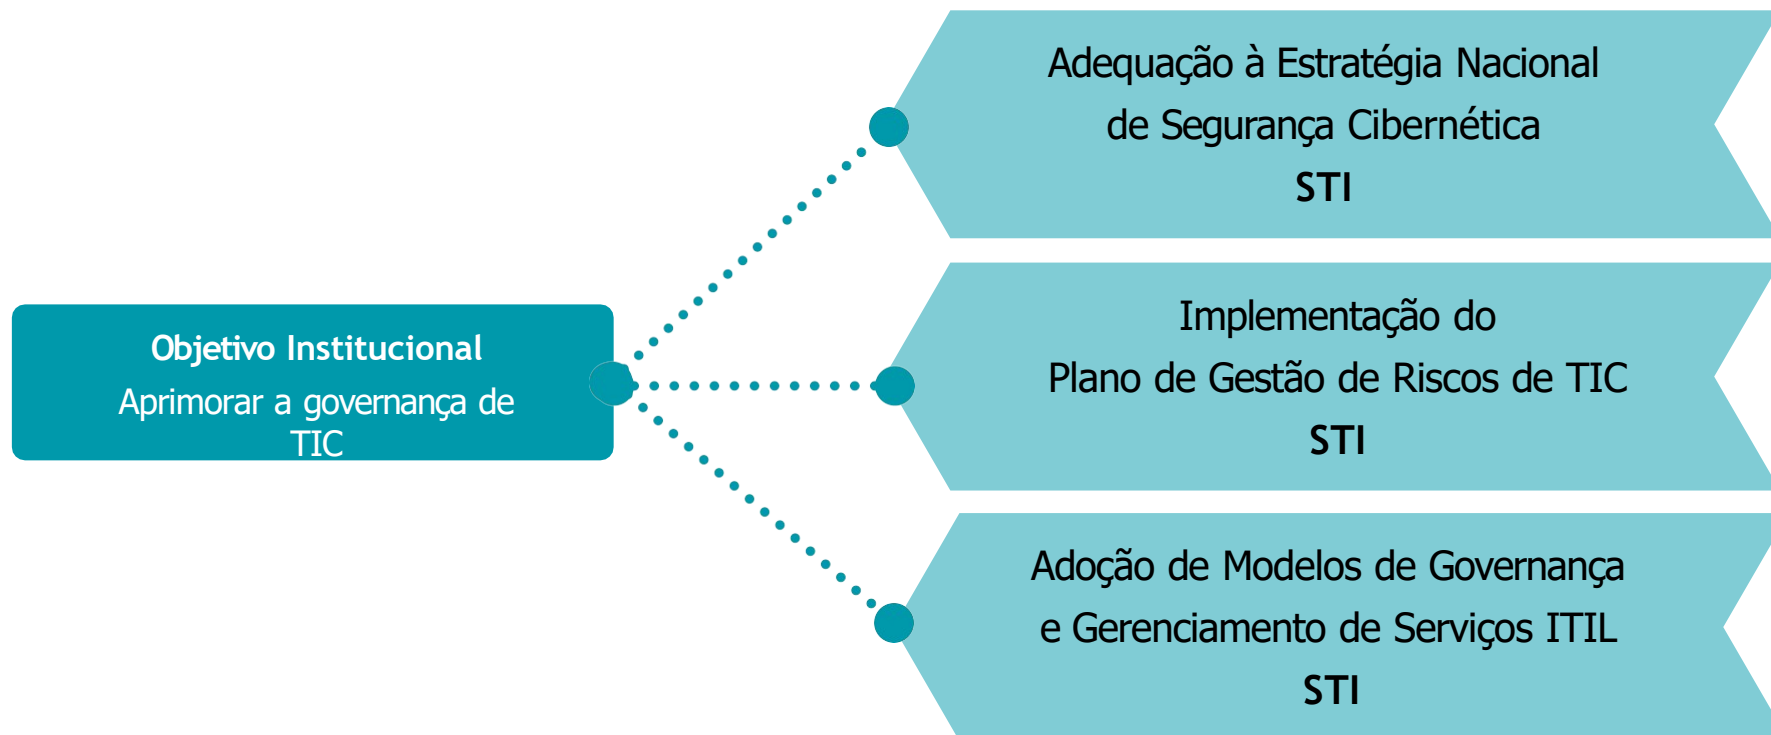 Objetivo Institucional
Aprimorar a governança de
TIC
Adequação à Estratégia Nacional
de Segurança Cibernética
STI
Implementação do
Plano de Gestão de Riscos de TIC
STI
Adoção de Modelos de Governança
e Gerenciamento de Serviços ITIL
STI